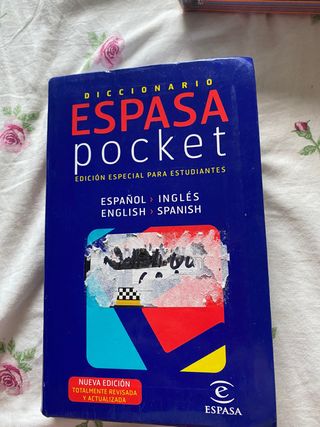 DICCIONARIO
ESPASA
pocket
EDICIÓN ESPECIAL PARA ESTUDIANTES
ESPAÑOL › INGLÉS
ENGLISH › SPANISH
NUEVA EDICIÓN
TOTALMENTE REVISADA
Y ACTUALIZADA
e
ESPASA